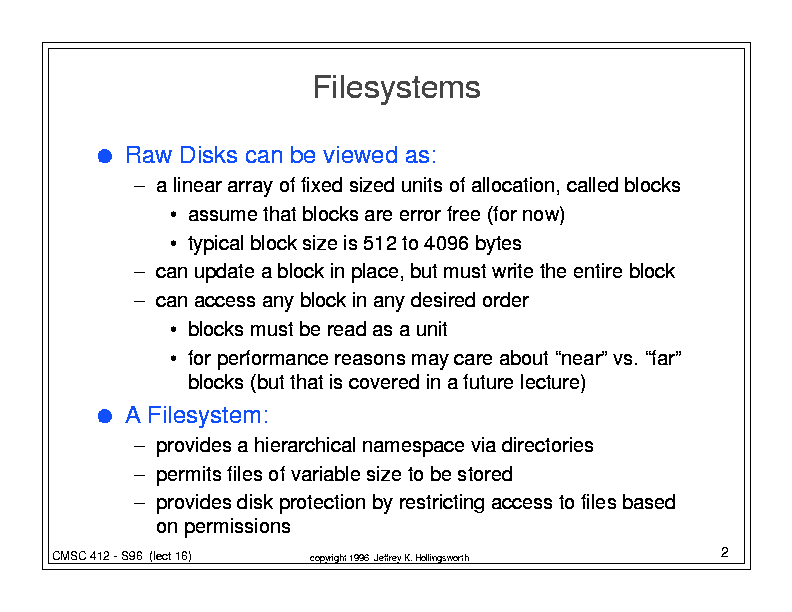 Filesystems
● Raw Disks can be viewed as:
– a linear array of fixed sized units of allocation, called blocks
• assume that blocks are error free (for now)
• typical block size is 512 to 4096 bytes
– can update a block in place, but must write the entire block
– can access any block in any desired order
• blocks must be read as a unit
• for performance reasons may care about “near” vs. “far”
blocks (but that is covered in a future lecture)
● A Filesystem:
– provides a hierarchical namespace via directories
– permits files of variable size to be stored
– provides disk protection by restricting access to files based
on permissions
CMSC 412 - S96 (lect 16)
copyright 1996 Jeffrey K. Hollingsworth
2